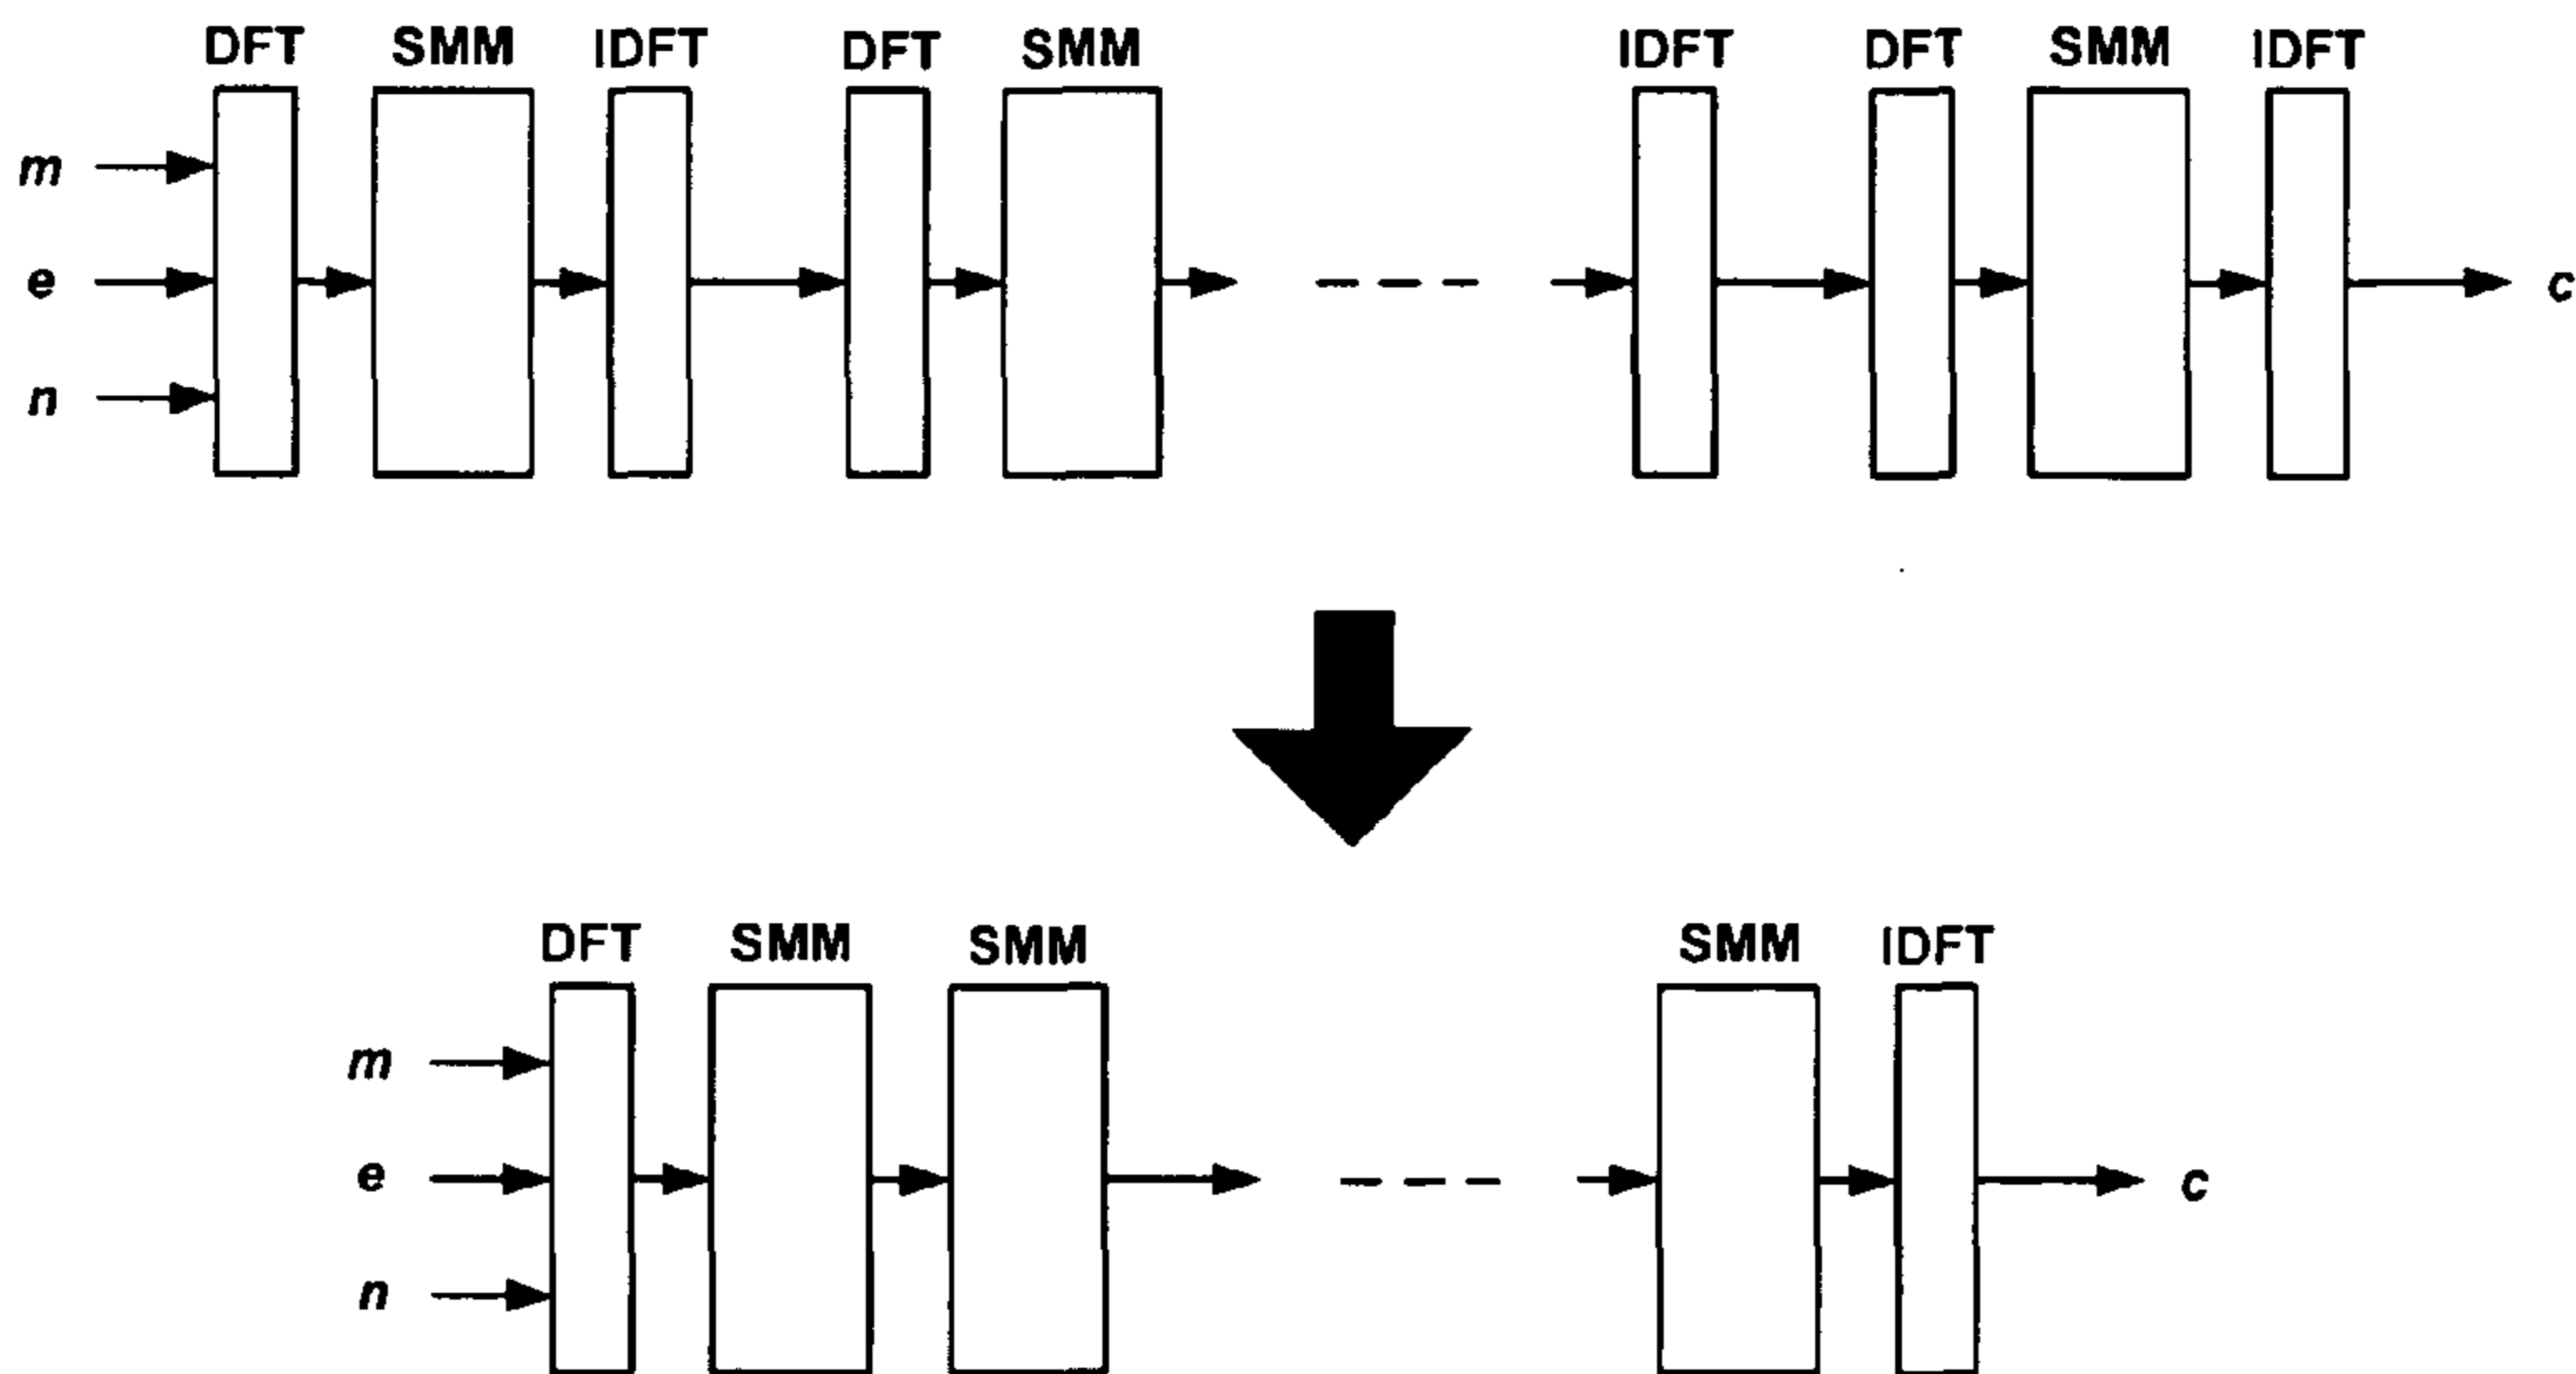 DFT SMM IDFT DFT SMM IDFT DFT SMM IDFT
m
e c
n
DFT SMM SMM SMM IDFT
m
e c
n